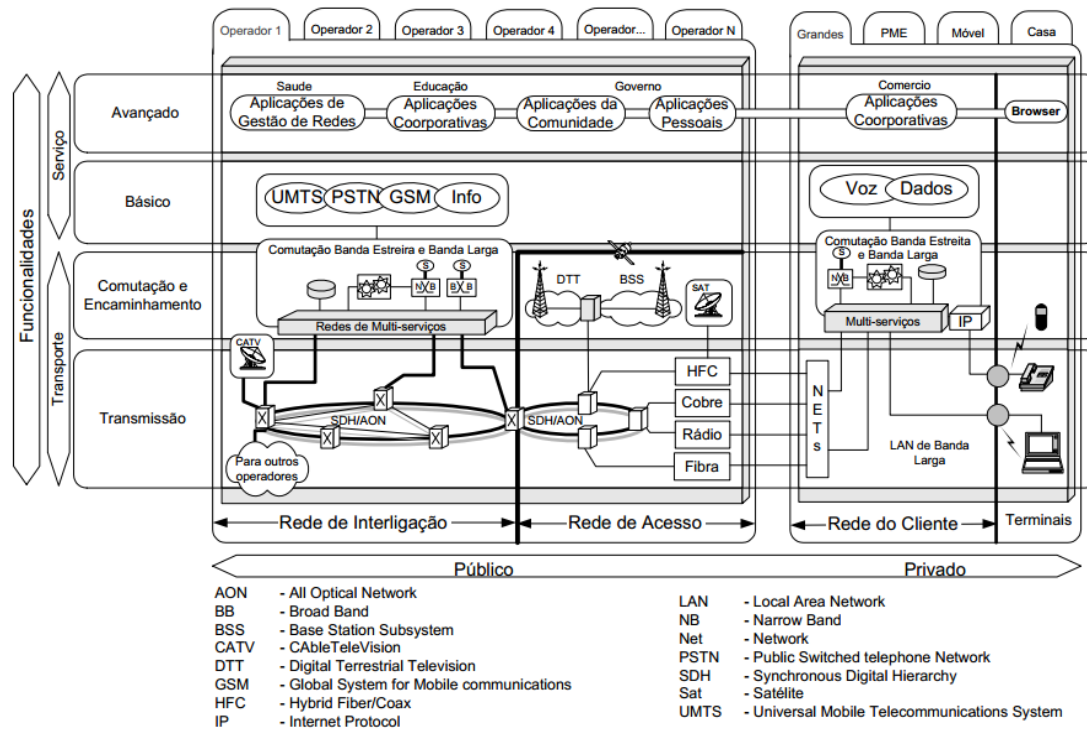 Operador 1
Operador 2
Operador 3
Operador 4
Operador...
Operador N
Grandes
PME
Móvel
Casa
Funcionalidades
Serviço
Transporte
Avançado
Saude
Aplicações de
Gestão de Redes
Educação
Aplicações
Coorporativas
Governo
Aplicações da
Comunidade
Aplicações
Pessoais
Comercio
Aplicações
Coorporativas
Browser
Básico
UMTS
PSTN
GSM
Info
Voz
Dados
Comutação e
Encaminhamento
Comutação Banda Estreira e Banda Larga
S
S
N B
B B
Redes de Multi-serviços
DTT
BSS
SAT
Comutação Banda Estreita
e Banda Larga
S
N B
Multi-serviços
IP
Transmissão
CATV
SDH/AON
Para outros
operadores
SDH/AON
HFC
Cobre
Rádio
Fibra
NETs
LAN de Banda
Larga
Rede de Interligação
Rede de Acesso
Rede do Cliente
Terminais
Público
Privado
AON - All Optical Network
BB - Broad Band
BSS - Base Station Subsystem
CATV - CAbleTeleVision
DTT - Digital Terrestrial Television
GSM - Global System for Mobile communications
HFC - Hybrid Fiber/Coax
IP - Internet Protocol
LAN - Local Area Network
NB - Narrow Band
Net - Network
PSTN - Public Switched telephone Network
SDH - Synchronous Digital Hierarchy
Sat - Satélite
UMTS - Universal Mobile Telecommunications System